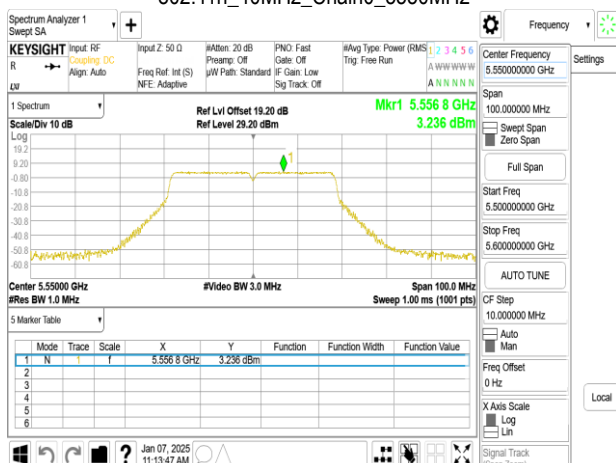 Spectrum Analyzer 1
Swept SA
Frequency
Settings
KEYSIGHT
R
Input: RF
Coupling: DC
Align: Auto
Input Z: 50 Ω
Freq Ref: Int (S)
NFE: Adaptive
#Atten: 20 dB
Preamp: Off
µW Path: Standard
PNO: Fast
Gate: Off
IF Gain: Low
Sig Track: Off
#Avg Type: Power (RMS
Trig: Free Run
1 2 3 4 5 6
A W W W W W
A N N N N N
1 Spectrum
Scale/Div 10 dB
Log
Ref Lvl Offset 19.20 dB
Ref Level 29.20 dBm
Mkr1 5.556 8 GHz
3.236 dBm
19.2
9.20
-0.80
-10.8
-20.8
-30.8
-40.8
-50.8
-60.8
1
Center 5.55000 GHz
#Res BW 1.0 MHz
#Video BW 3.0 MHz
Span 100.0 MHz
Sweep 1.00 ms (1001 pts)
5 Marker Table
Mode Trace Scale X Y Function Function Width Function Value
1 N 1 f 5.556 8 GHz 3.236 dBm
2
3
4
5
6
Jan 07, 2025
11:13:47 AM
Center Frequency
5.550000000 GHz
Span
100.000000 MHz
Swept Span
Zero Span
Full Span
Start Freq
5.500000000 GHz
Stop Freq
5.600000000 GHz
AUTO TUNE
CF Step
10.000000 MHz
Auto
Man
Freq Offset
0 Hz
X Axis Scale
Log
Lin
Signal Track
Local